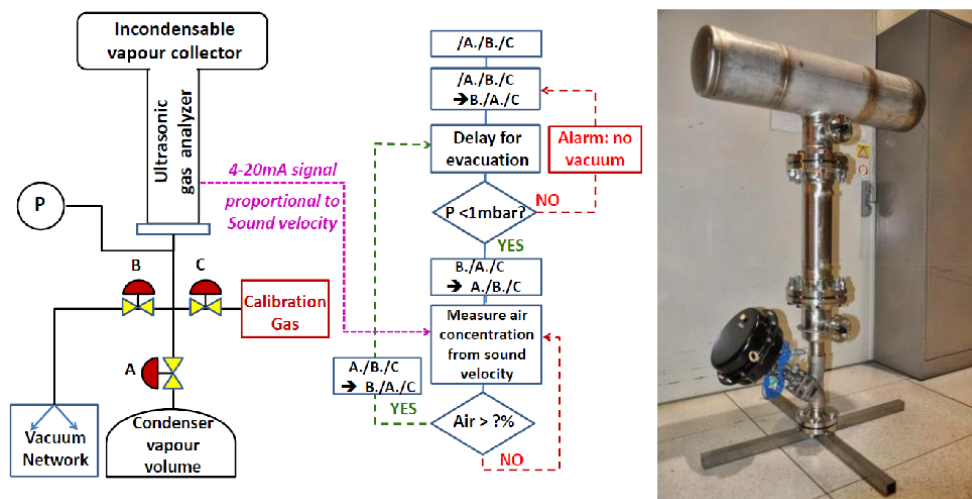 Incondensable
vapour collector
Ultrasonic
gas analyzer
P
4-20mA signal
proportional to
Sound velocity
B
C
Calibration
Gas
A
Vacuum
Network
Condenser
vapour
volume
/A./B./C
/A./B./C
➔B./A./C
Delay for
evacuation
Alarm: no
vacuum
P <1mbar?
NO
YES
B./A./C
➔ A./B./C
Measure air
concentration
from sound
velocity
A./B./C
➔ B./A./C
YES
Air > ?%
NO